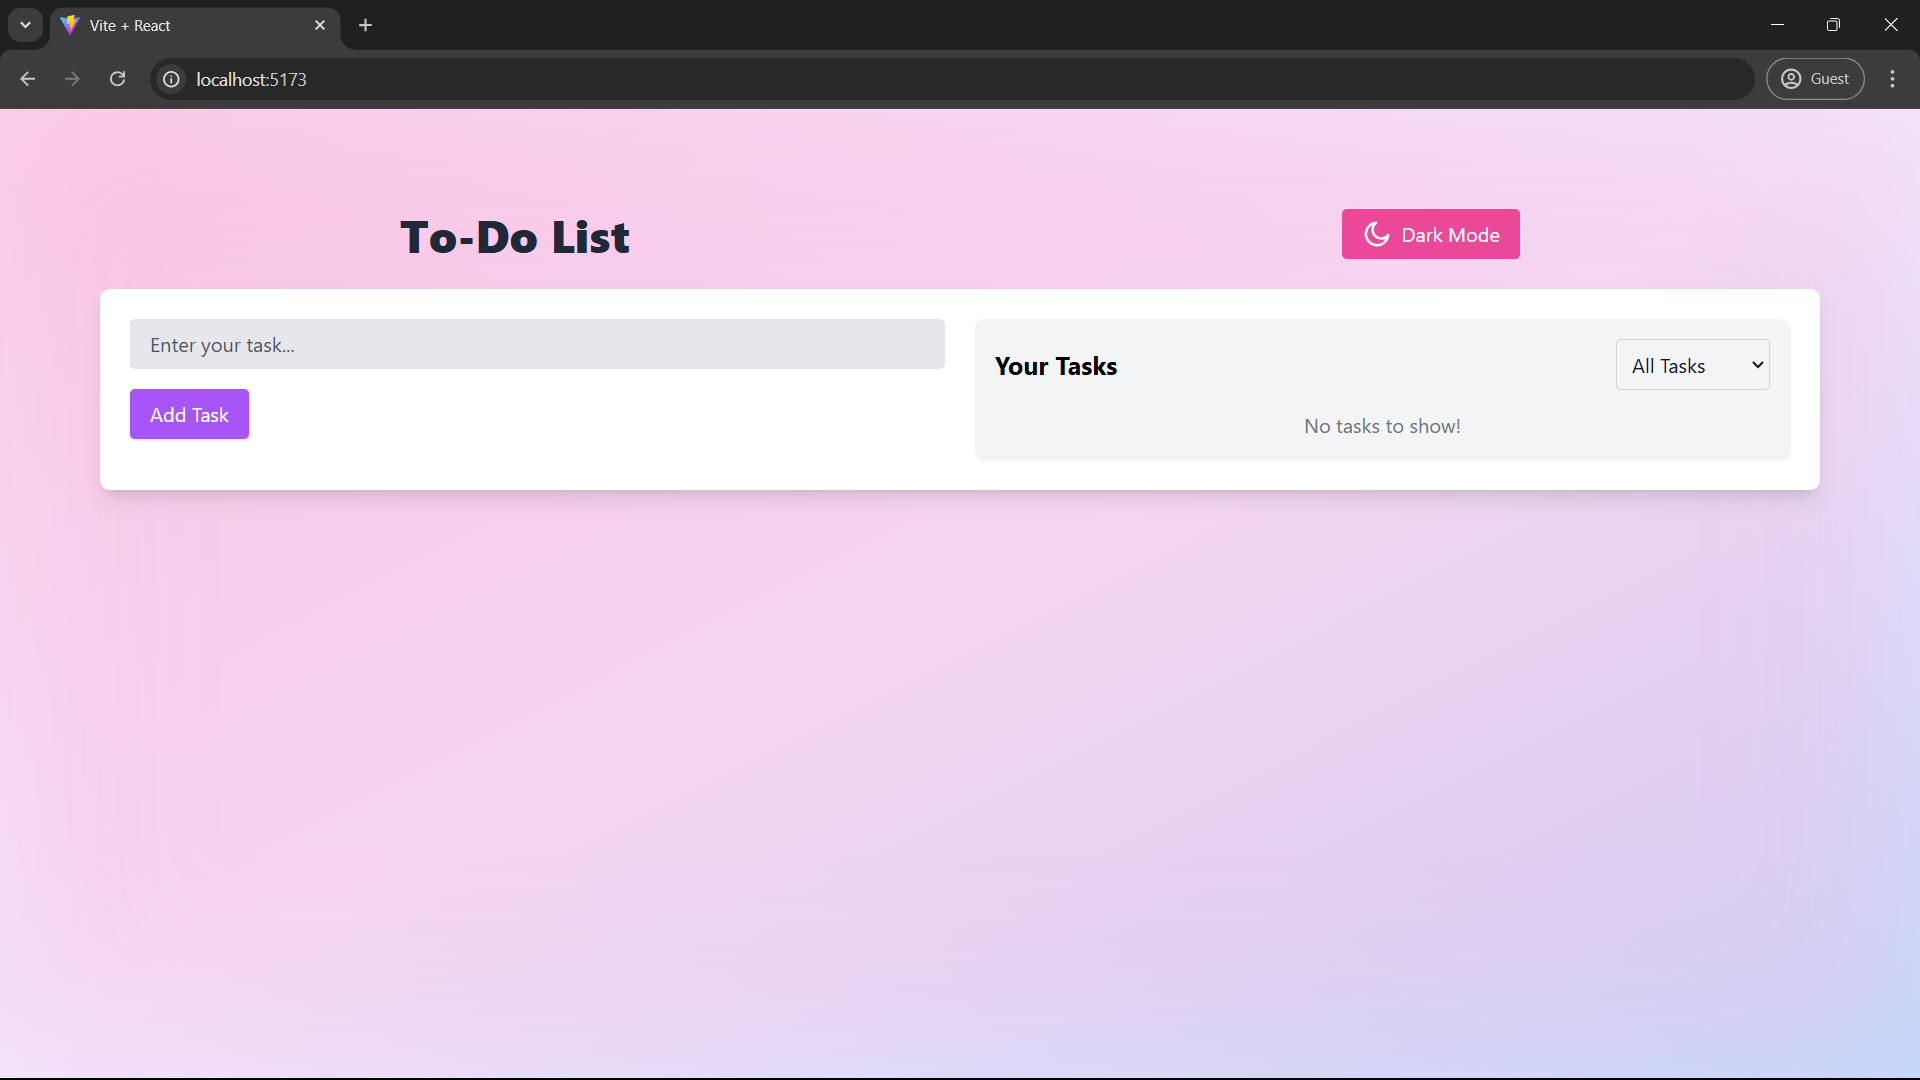 Vite + React
localhost:5173
Guest
To-Do List
Dark Mode
Enter your task...
Add Task
Your Tasks
All Tasks
No tasks to show!